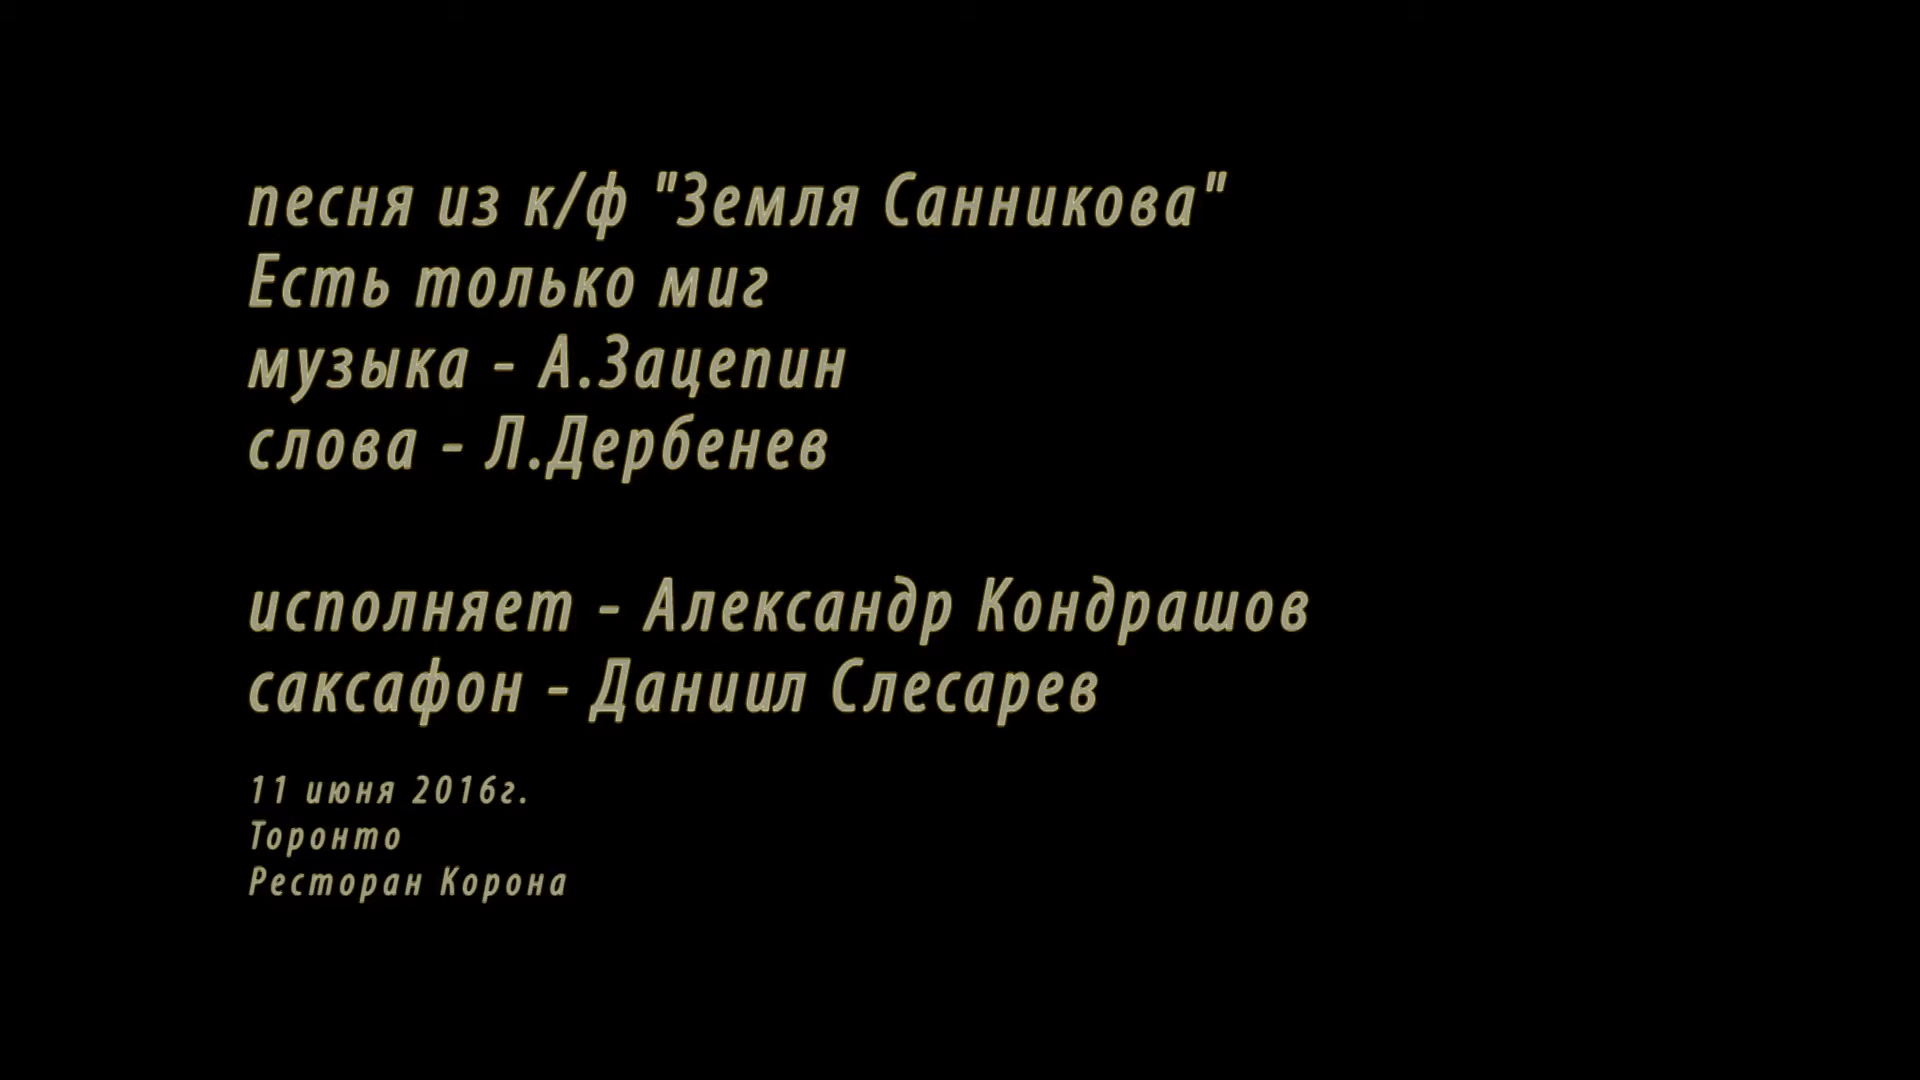 песня из к/ф "Земля Санникова"
Есть только миг
музыка - А.Зацепин
слова - Л.Дербенев
исполняет - Александр Кондрашов
саксафон - Даниил Слесарев
11 июня 2016г.
Торонто
Ресторан Корона